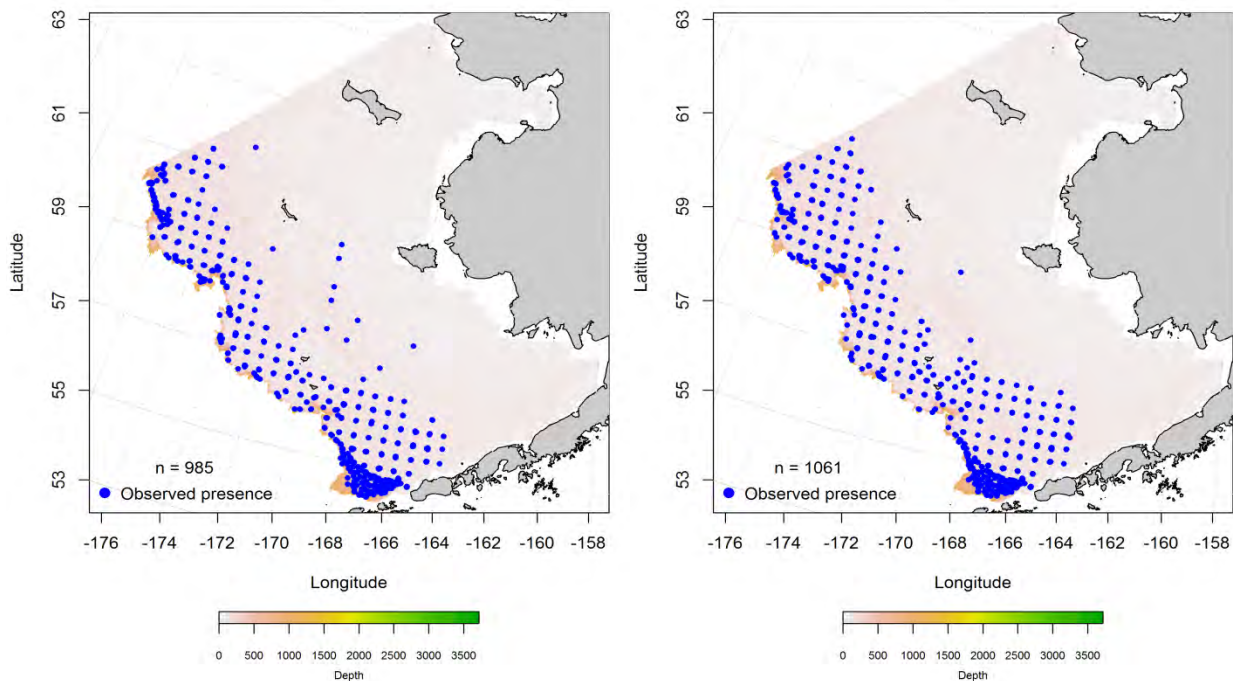 63
61
59
57
55
53
Latitude
n = 985
Observed presence
-176 -174 -172 -170 -168 -166 -164 -162 -160 -158
Longitude
0 500 1000 1500 2000 2500 3000 3500
Depth
63
61
59
57
55
53
Latitude
n = 1061
Observed presence
-176 -174 -172 -170 -168 -166 -164 -162 -160 -158
Longitude
0 500 1000 1500 2000 2500 3000 3500
Depth